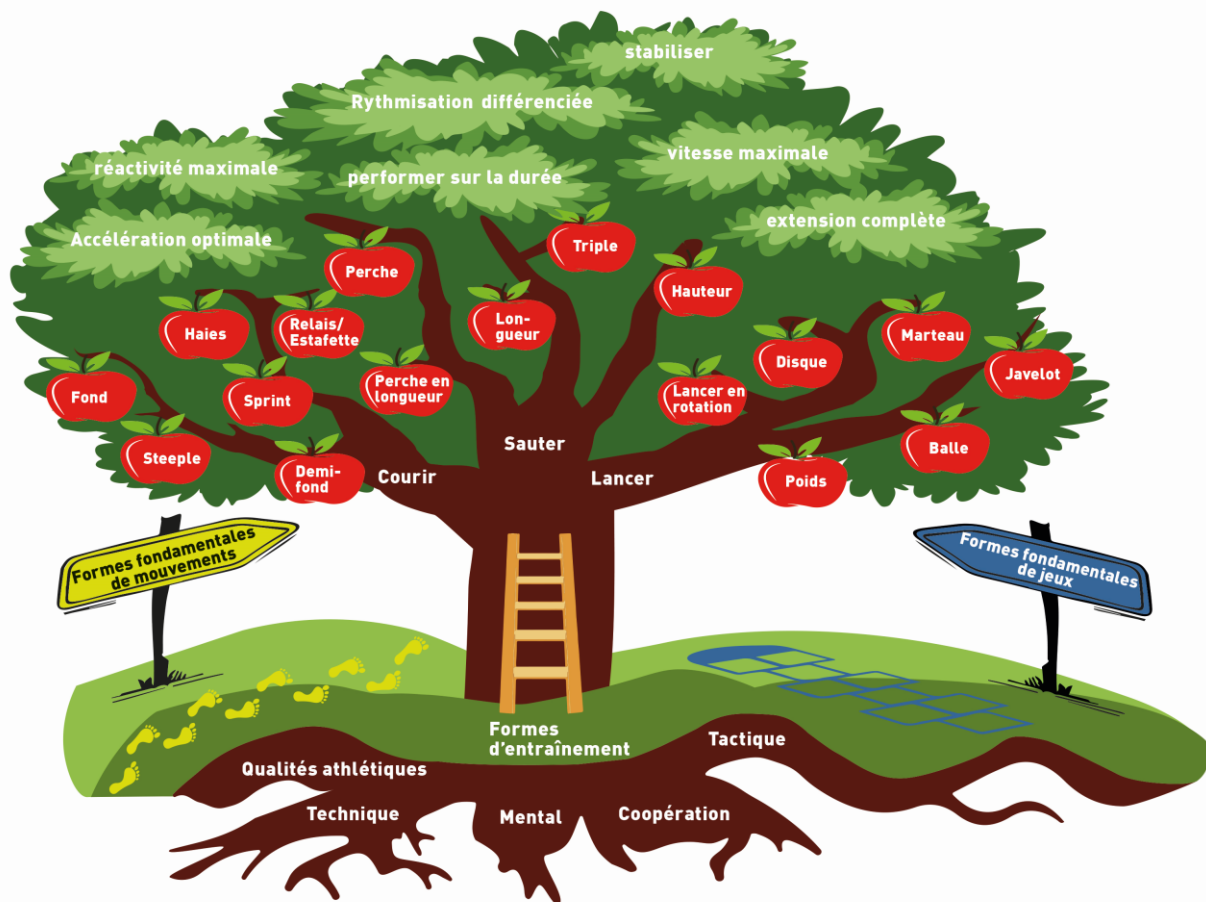 stabiliser
Rythmisation différenciée
réactivité maximale
performer sur la durée
vitesse maximale
Accélération optimale
extension complète
Perche
Triple
Hauteur
Haies
Relais/
Estafette
Lon-
gueur
Disque
Marteau
Fond
Sprint
Perche en
longueur
Lancer en
rotation
Javelot
Steeple
Demi-
fond
Courir
Sauter
Lancer
Poids
Balle
Formes fondamentales
de mouvements
Formes fondamentales
de jeux
Formes
d'entraînement
Tactique
Qualités athlétiques
Technique
Mental
Coopération